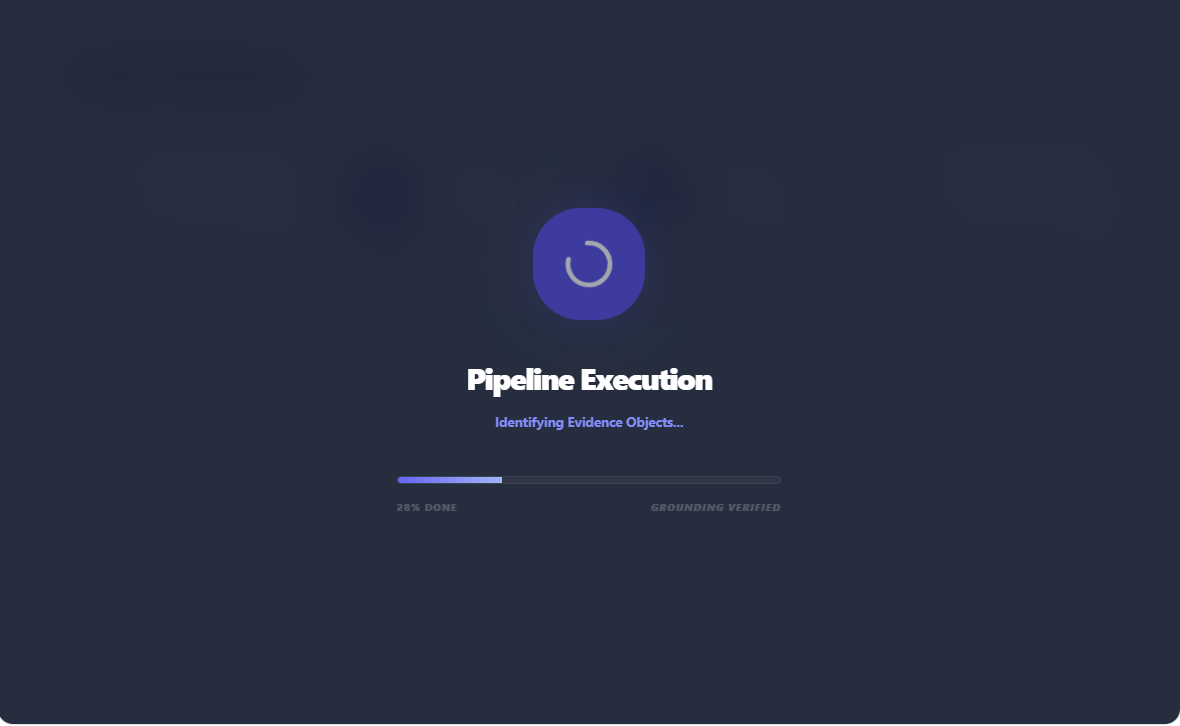 Pipeline Execution
Identifying Evidence Objects...
28% DONE
GROUNDING VERIFIED